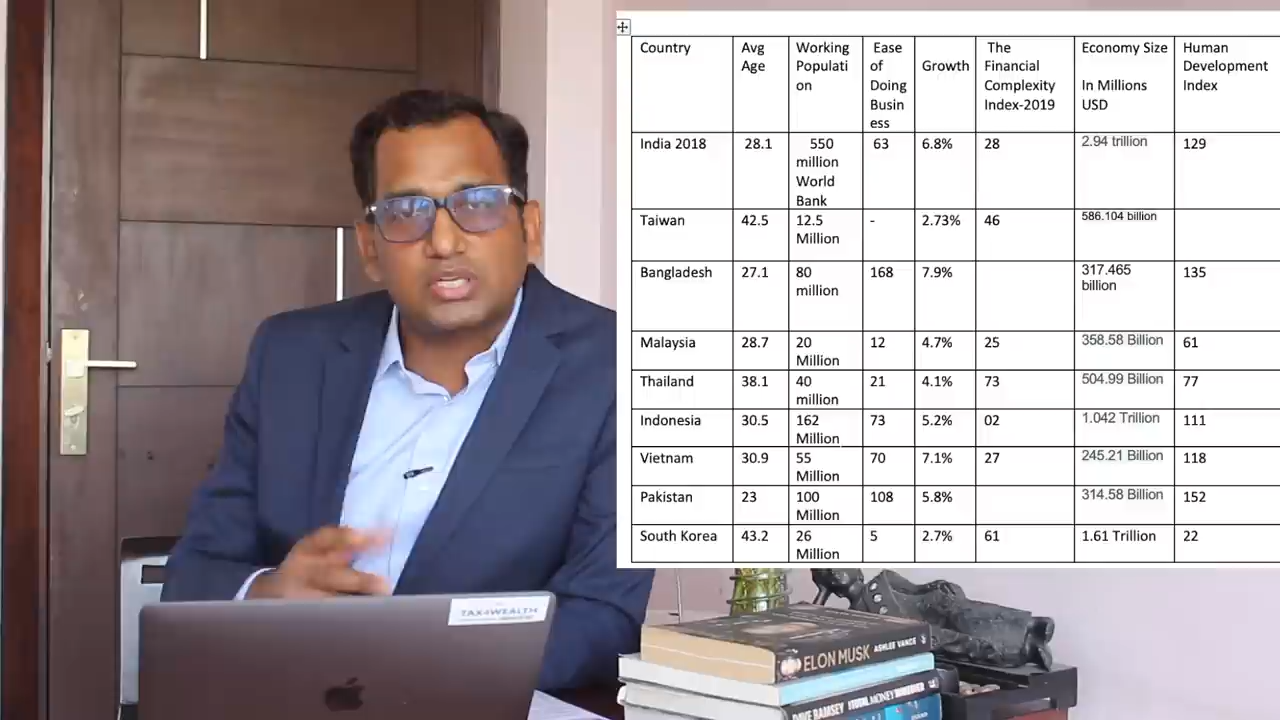 Country Avg Age Working Populati on Ease of Doing Busin ess Growth The Financial Complexity Index-2019 Economy Size In Millions USD Human Development Index
India 2018 28.1 550 million World Bank 63 6.8% 28 2.94 trillion 129
Taiwan 42.5 12.5 Million - 2.73% 46 586.104 billion
Bangladesh 27.1 80 million 168 7.9% 317.465 billion 135
Malaysia 28.7 20 Million 12 4.7% 25 358.58 Billion 61
Thailand 38.1 40 million 21 4.1% 73 504.99 Billion 77
Indonesia 30.5 162 Million 73 5.2% 02 1.042 Trillion 111
Vietnam 30.9 55 Million 70 7.1% 27 245.21 Billion 118
Pakistan 23 100 Million 108 5.8% 314.58 Billion 152
South Korea 43.2 26 Million 5 2.7% 61 1.61 Trillion 22
TAX4WEALTH
ELON MUSK ASHLEE VANCE
DAVE RAMSEY MONEY